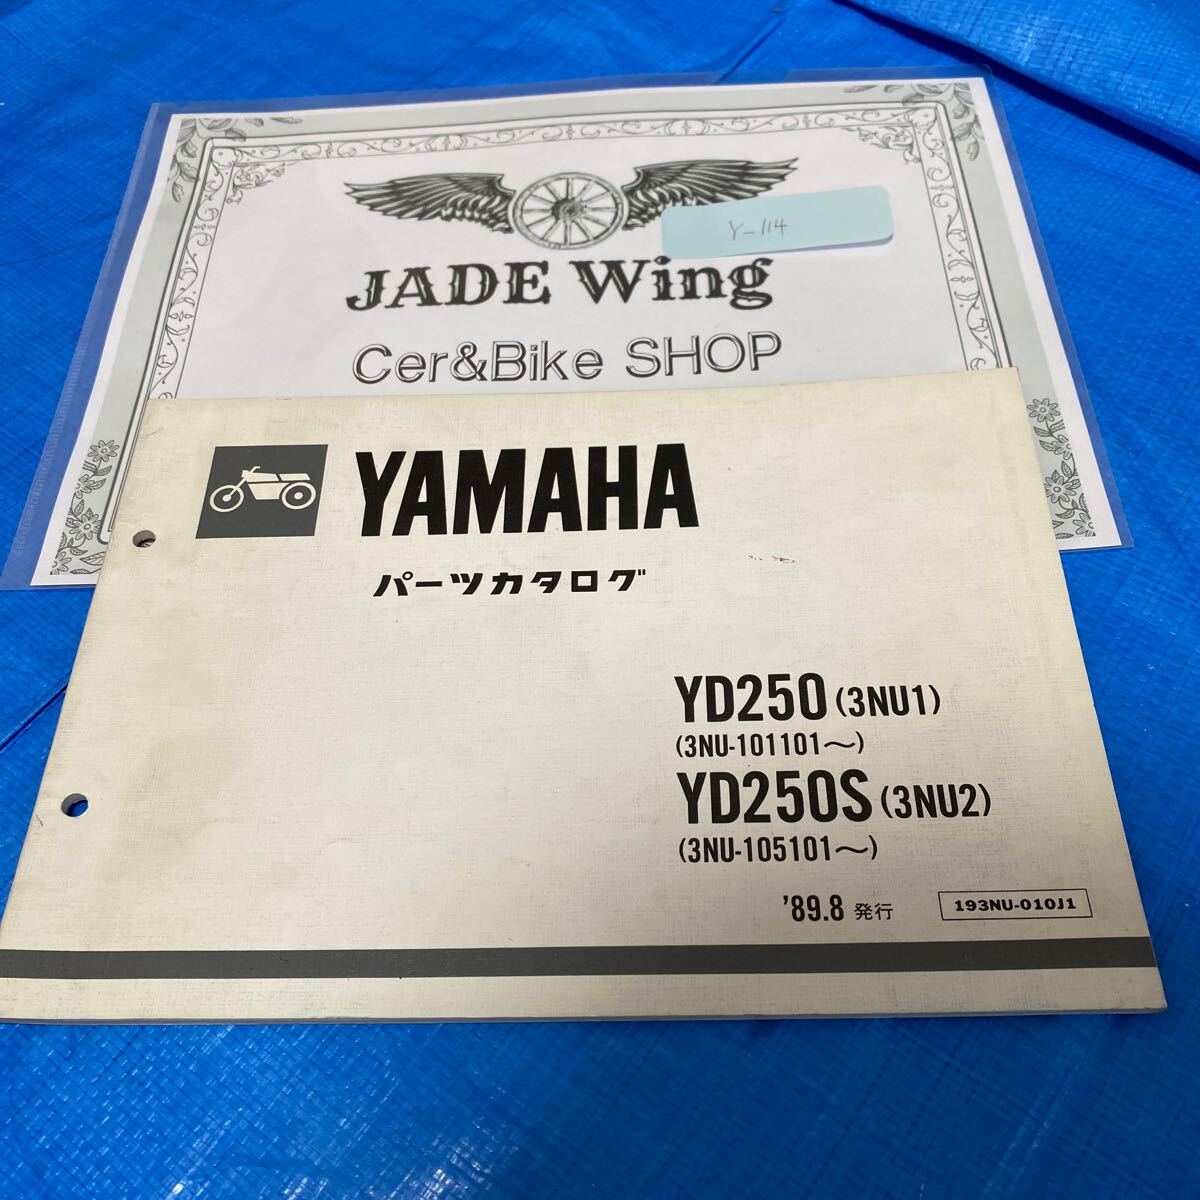 Y-114
JADE Wing
Cer&Bike SHOP
YAMAHA
パーツカタログ
YD250 (3NU1)
(3NU-101101〜)
YD250S (3NU2)
(3NU-105101〜)
'89.8 発行
193NU-010J1